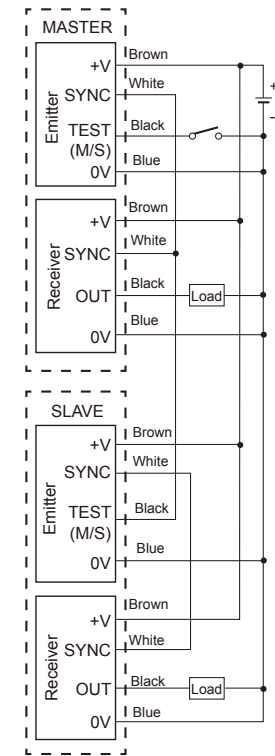 MASTER
Emitter
+V Brown
SYNC White
TEST Black
(M/S)
0V Blue
+
-
Receiver
+V Brown
SYNC White
OUT Black Load
0V Blue
SLAVE
Emitter
+V Brown
SYNC White
TEST Black
(M/S)
0V Blue
Receiver
+V Brown
SYNC White
OUT Black Load
0V Blue